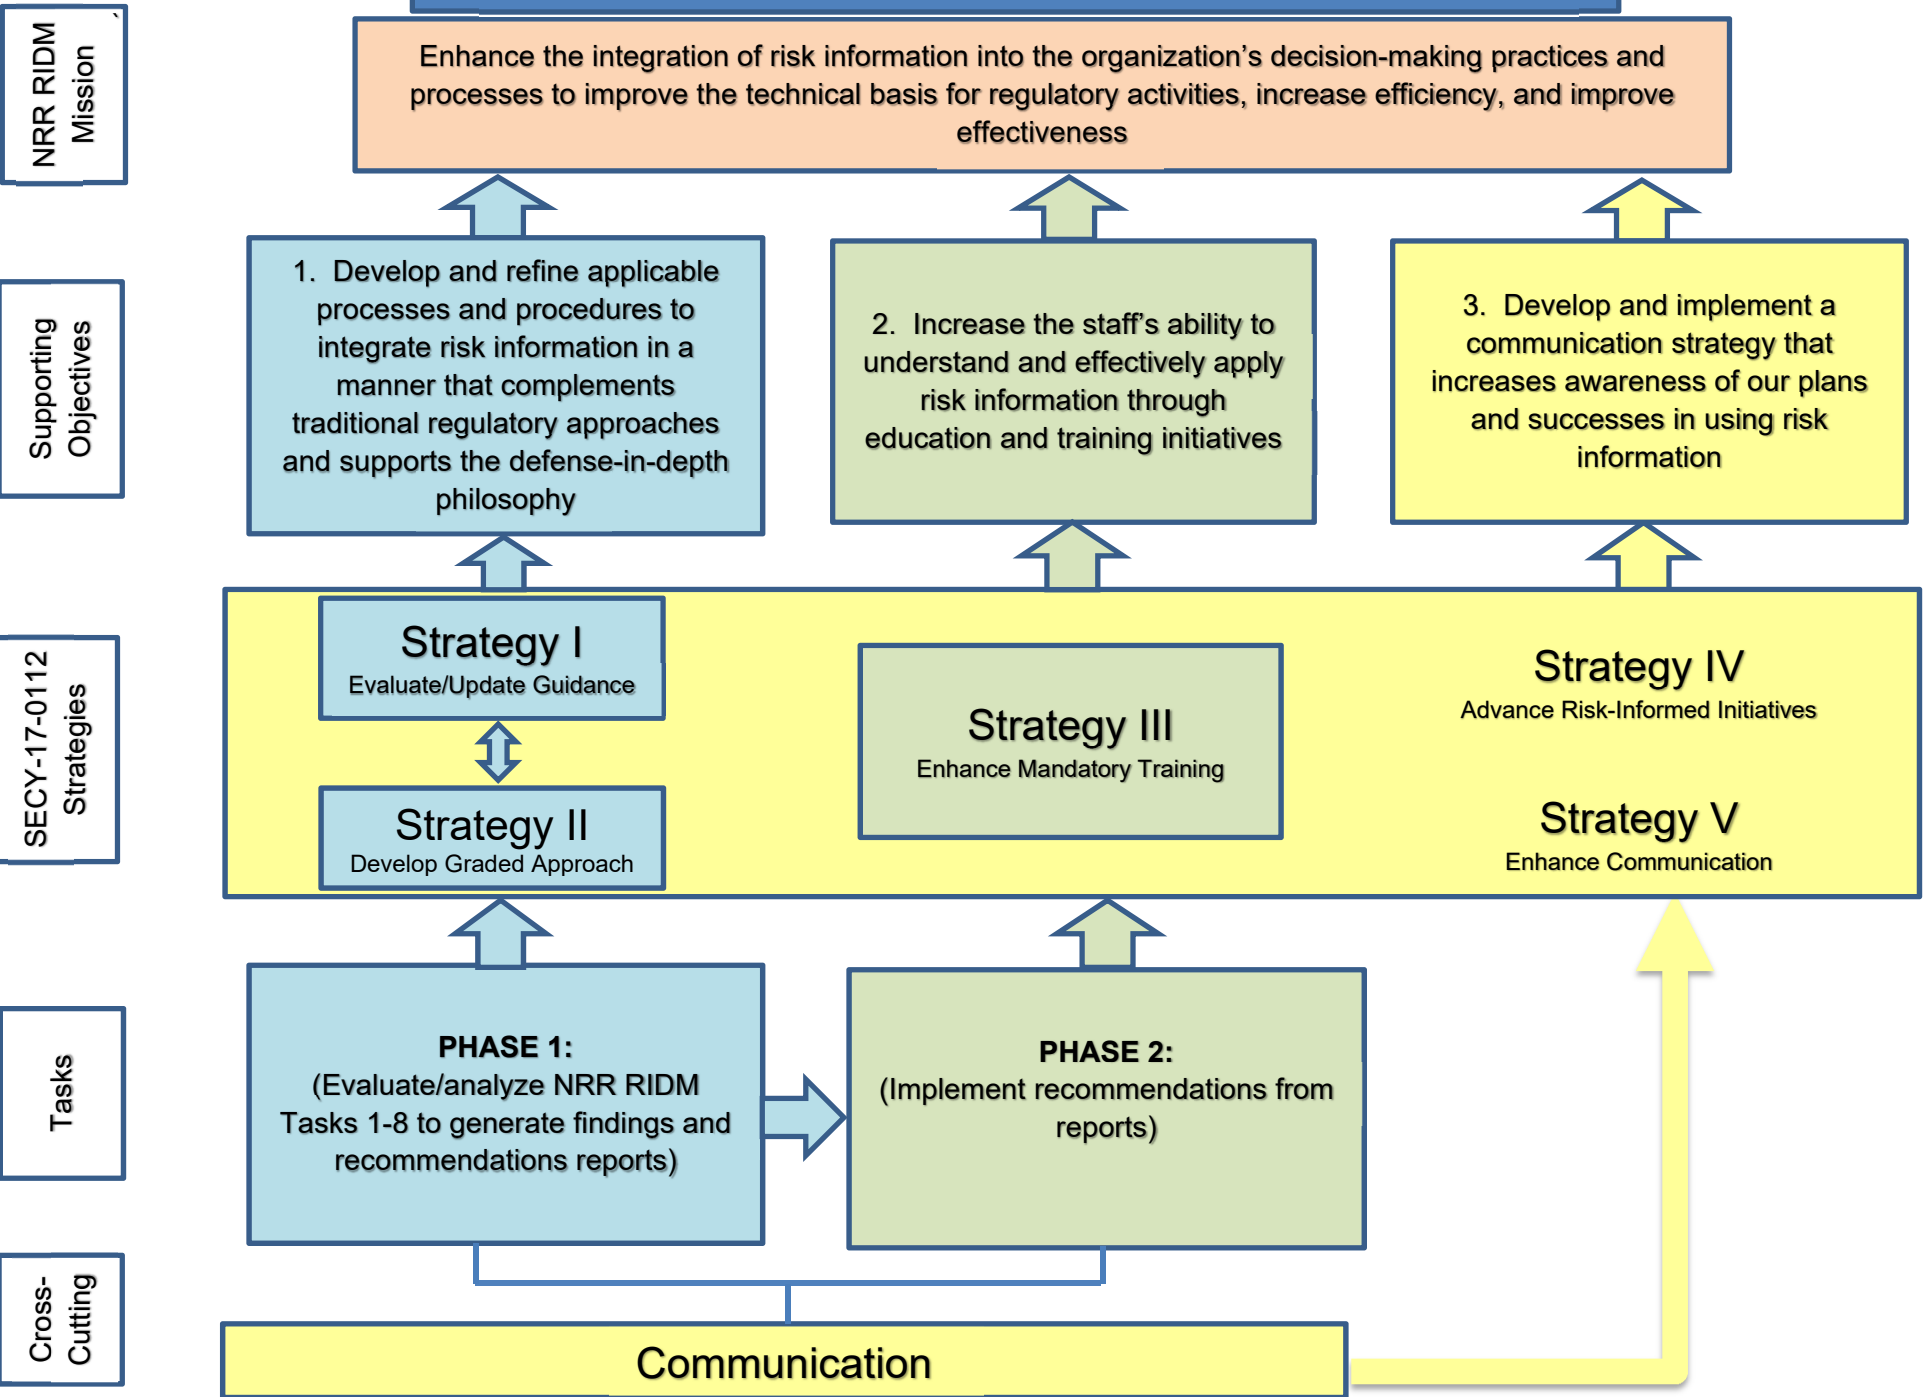 NRR RIDM
Mission
`
Enhance the integration of risk information into the organization’s decision-making practices and
processes to improve the technical basis for regulatory activities, increase efficiency, and improve
effectiveness
Supporting
Objectives
1.  Develop and refine applicable
processes and procedures to
integrate risk information in a
manner that complements
traditional regulatory approaches
and supports the defense-in-depth
philosophy
2.  Increase the staff’s ability to
understand and effectively apply
risk information through
education and training initiatives
3.  Develop and implement a
communication strategy that
increases awareness of our plans
and successes in using risk
information
SECY-17-0112
Strategies
Strategy I
Evaluate/Update Guidance
Strategy II
Develop Graded Approach
Strategy III
Enhance Mandatory Training
Strategy IV
Advance Risk-Informed Initiatives
Strategy V
Enhance Communication
Tasks
PHASE 1:
(Evaluate/analyze NRR RIDM
Tasks 1-8 to generate findings and
recommendations reports)
PHASE 2:
(Implement recommendations from
reports)
Cross-
Cutting
Communication